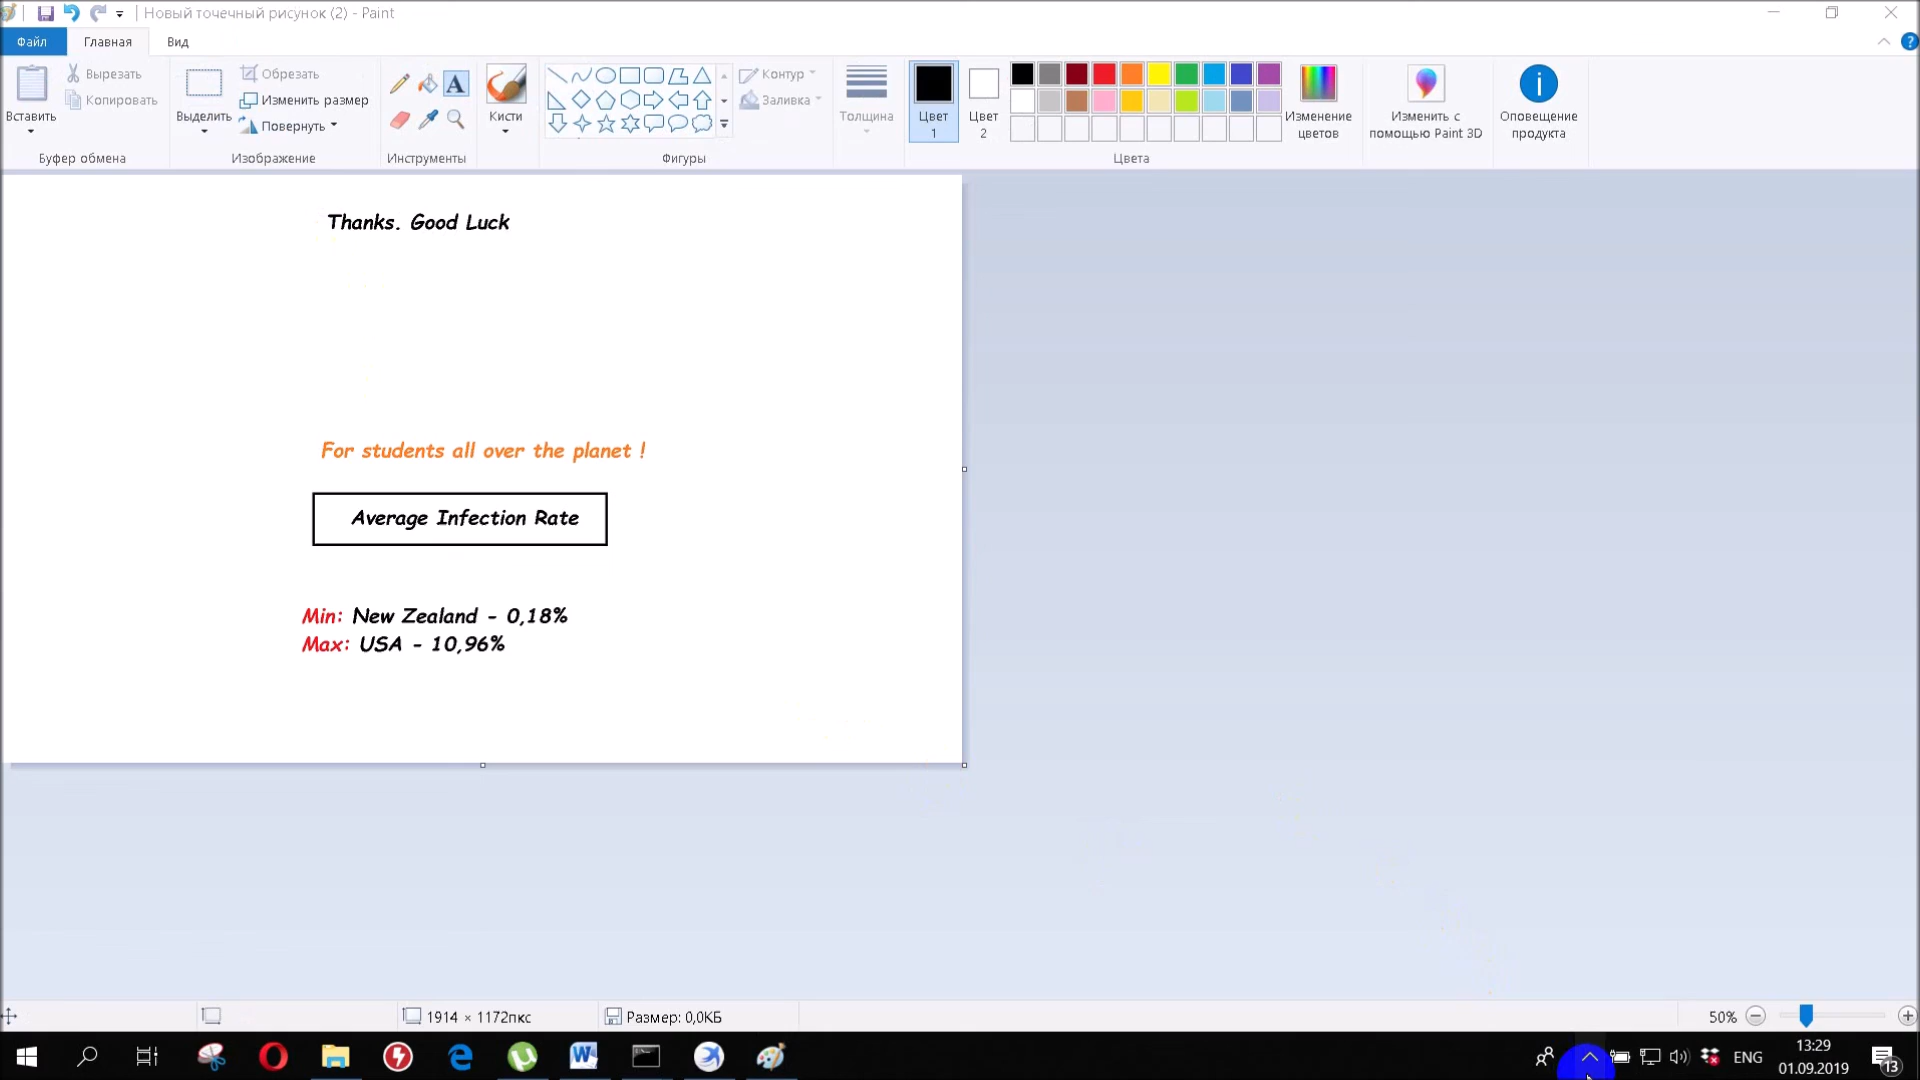 Новый точечный рисунок (2) - Paint
Файл
Главная
Вид
Вставить
Вырезать
Копировать
Буфер обмена
Выделить
Обрезать
Изменить размер
Повернуть
Изображение
A
Инструменты
Кисти
Фигуры
Контур
Заливка
Толщина
Цвет
1
Цвет
2
Цвета
Изменение
цветов
Изменить с
помощью Paint 3D
Оповещение
продукта
Thanks. Good Luck
For students all over the planet !
Average Infection Rate
Min: New Zealand - 0,18%
Max: USA - 10,96%
1914 × 1172пкс
Размер: 0,0КБ
50%
ENG
13:29
01.09.2019
13